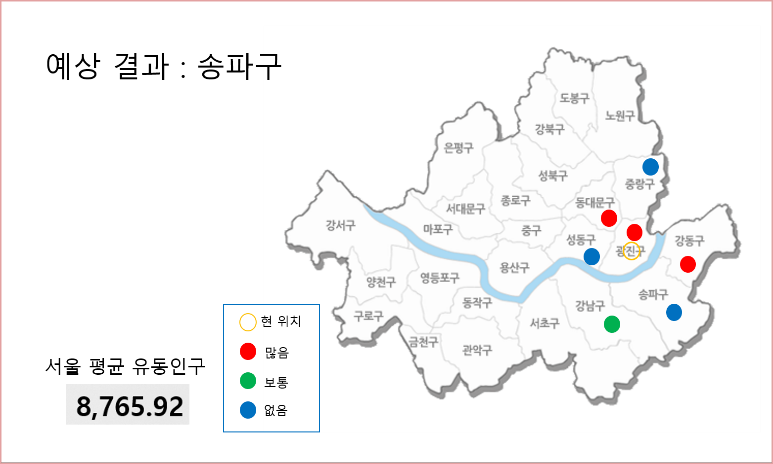 예상 결과 : 송파구
도봉구
노원구
강북구
은평구
성북구
중랑구
종로구
동대문구
서대문구
강서구
마포구
중구
성동구
광진구
강동구
양천구
영등포구
용산구
송파구
동작구
강남구
구로구
서초구
금천구
관악구
현 위치
많음
보통
없음
서울 평균 유동인구
8,765.92